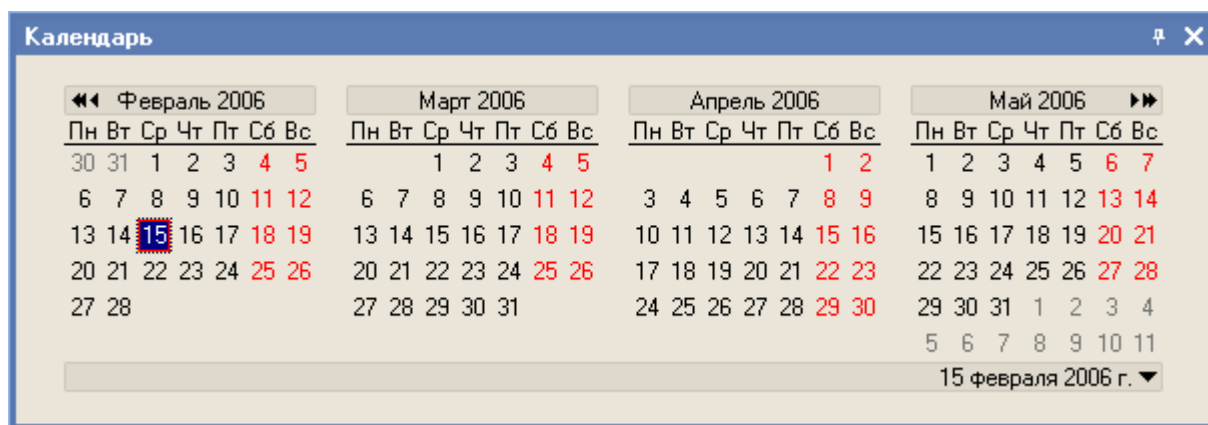 Календарь
Февраль 2006 Март 2006 Апрель 2006 Май 2006
Пн Вт Ср Чт Пт Сб Вс Пн Вт Ср Чт Пт Сб Вс Пн Вт Ср Чт Пт Сб Вс Пн Вт Ср Чт Пт Сб Вс
30 31 1 2 3 4 5 1 2 3 4 5 1 2 1 2 3 4 5 6 7
6 7 8 9 10 11 12 6 7 8 9 10 11 12 3 4 5 6 7 8 9 8 9 10 11 12 13 14
13 14 15 16 17 18 19 13 14 15 16 17 18 19 10 11 12 13 14 15 16 15 16 17 18 19 20 21
20 21 22 23 24 25 26 20 21 22 23 24 25 26 17 18 19 20 21 22 23 22 23 24 25 26 27 28
27 28 27 28 29 30 31 24 25 26 27 28 29 30 29 30 31 1 2 3 4
5 6 7 8 9 10 11
15 февраля 2006 г.